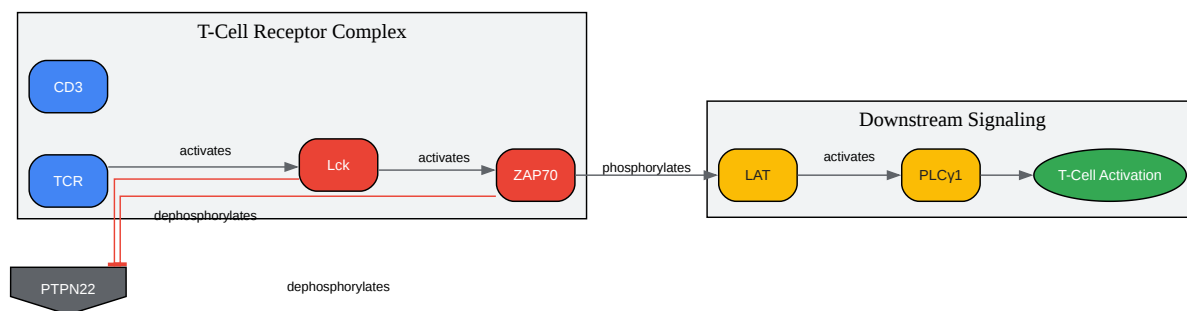 T-Cell Receptor Complex
CD3
TCR
activates
Lck
activates
ZAP70
phosphorylates
Downstream Signaling
LAT
activates
PLCγ1
T-Cell Activation
dephosphorylates
PTPN22
dephosphorylates